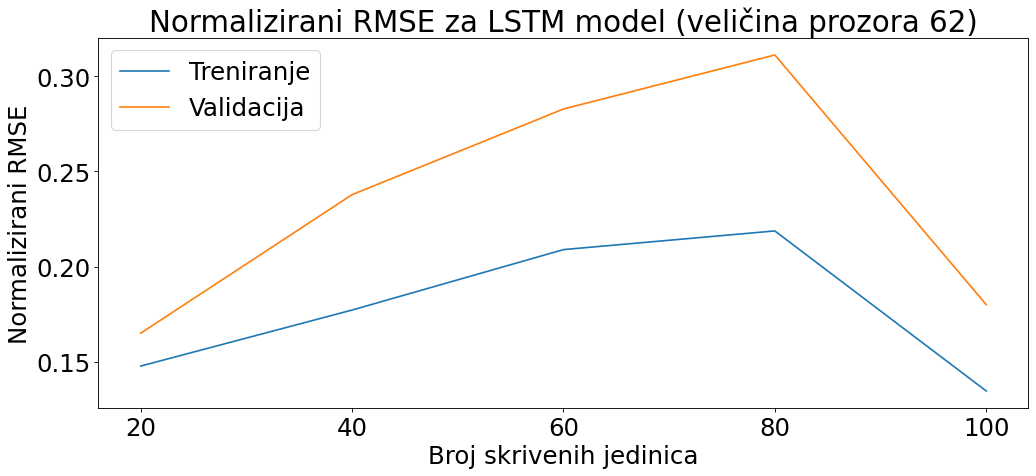 Normalizirani RMSE za LSTM model (veličina prozora 62)
Treniranje
Validacija
Normalizirani RMSE
0.30
0.25
0.20
0.15
20 40 60 80 100
Broj skrivenih jedinica